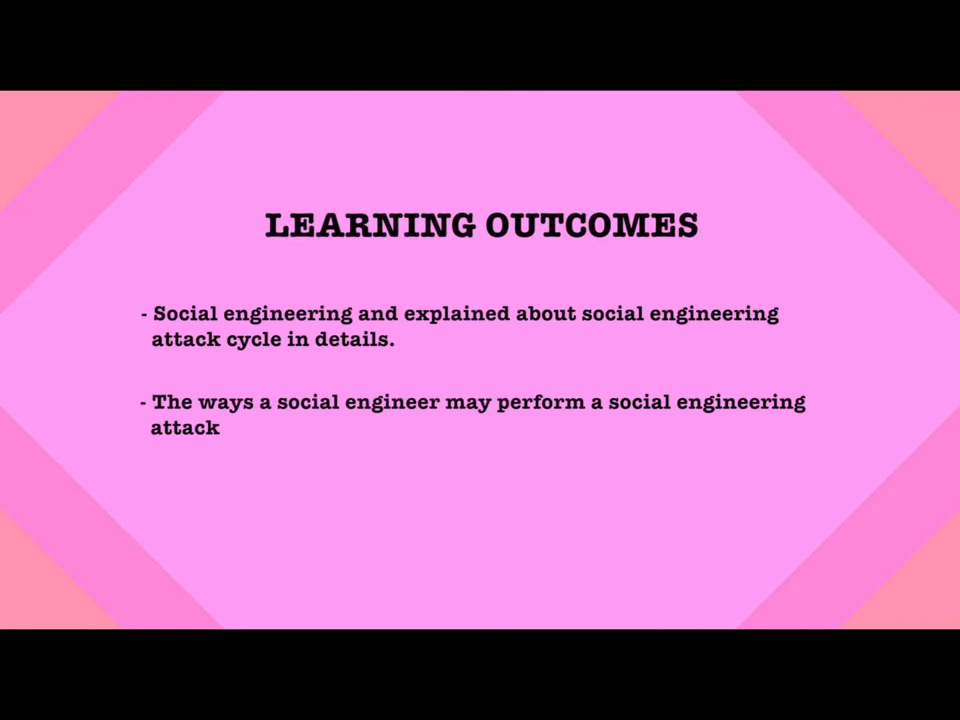 LEARNING OUTCOMES
- Social engineering and explained about social engineering
attack cycle in details.
- The ways a social engineer may perform a social engineering
attack